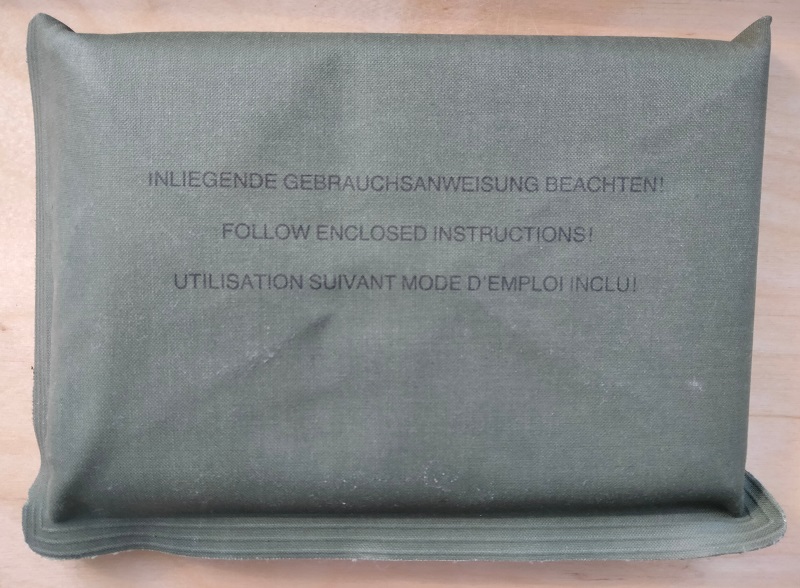 INLIEGENDE GEBRAUCHSANWEISUNG BEACHTEN!
FOLLOW ENCLOSED INSTRUCTIONS!
UTILISATION SUIVANT MODE D'EMPLOI INCLU!